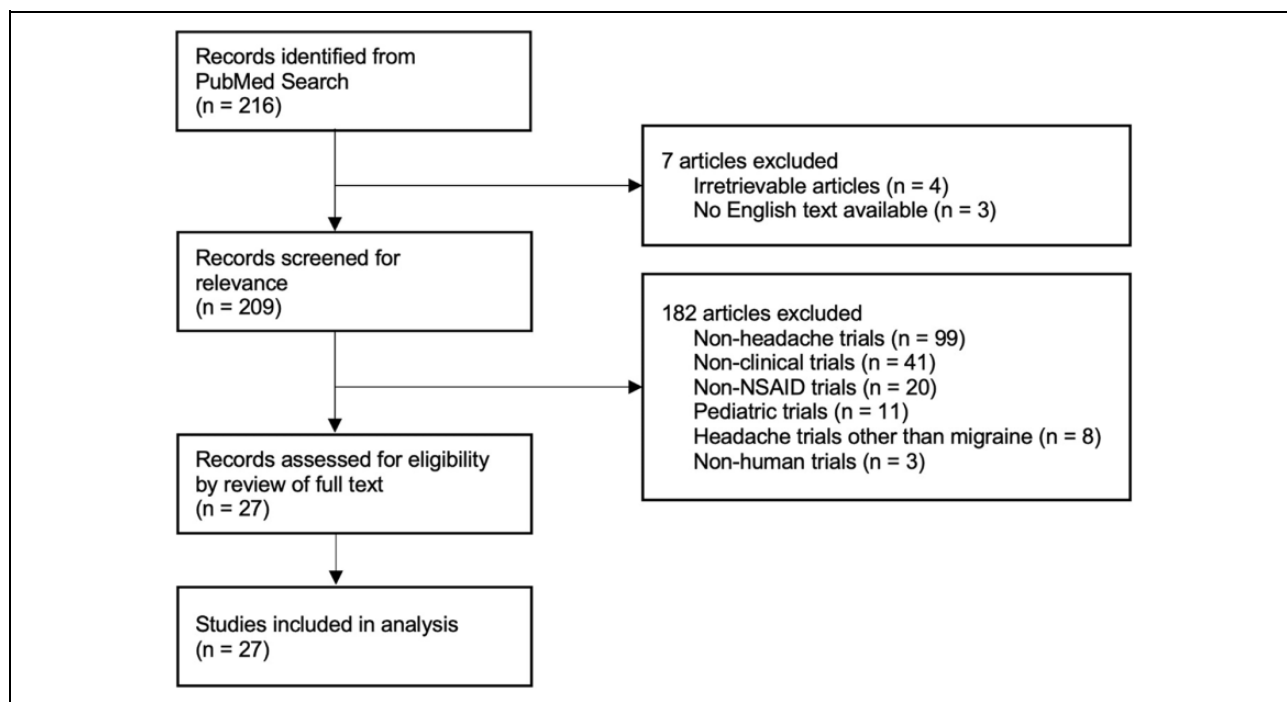 Records identified from
PubMed Search
(n = 216)
7 articles excluded
Irretrievable articles (n = 4)
No English text available (n = 3)
Records screened for
relevance
(n = 209)
182 articles excluded
Non-headache trials (n = 99)
Non-clinical trials (n = 41)
Non-NSAID trials (n = 20)
Pediatric trials (n = 11)
Headache trials other than migraine (n = 8)
Non-human trials (n = 3)
Records assessed for eligibility
by review of full text
(n = 27)
Studies included in analysis
(n = 27)